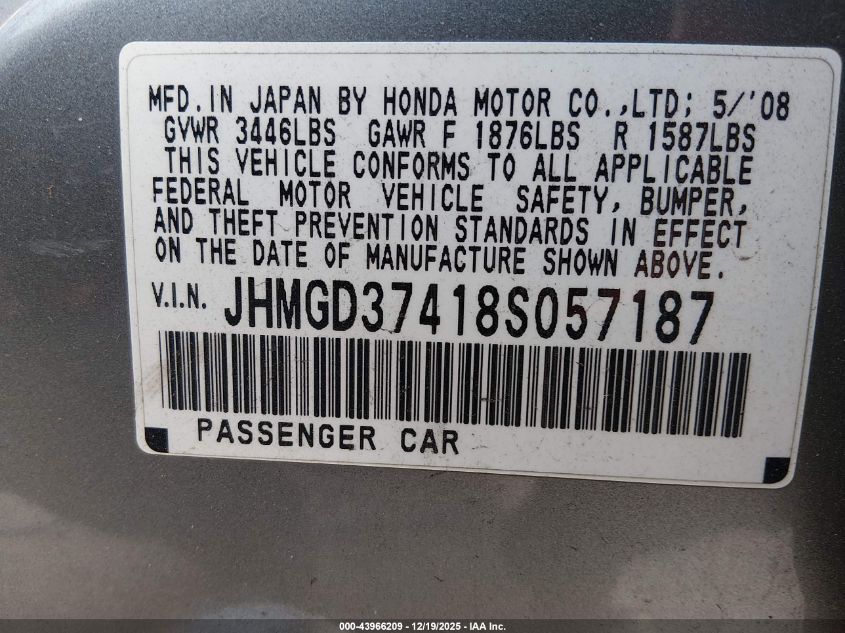 MFD. IN JAPAN BY HONDA MOTOR CO.,LTD; 5/'08
GVWR 3446LBS GAWR F 1876LBS R 1587LBS
THIS VEHICLE CONFORMS TO ALL APPLICABLE
FEDERAL MOTOR VEHICLE SAFETY, BUMPER,
AND THEFT PREVENTION STANDARDS IN EFFECT
ON THE DATE OF MANUFACTURE SHOWN ABOVE.
V.I.N. JHMGD37418S057187
PASSENGER CAR
000-43966209 - 12/19/2025 - IAA Inc.